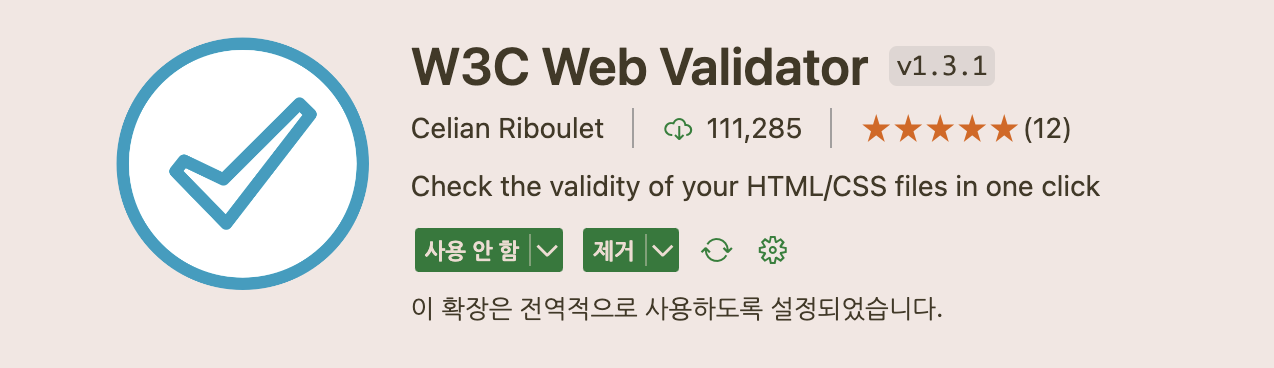 W3C Web Validator v1.3.1
Celian Riboulet 111,285 (12)
Check the validity of your HTML/CSS files in one click
사용 안 함 제거
이 확장은 전역적으로 사용하도록 설정되었습니다.